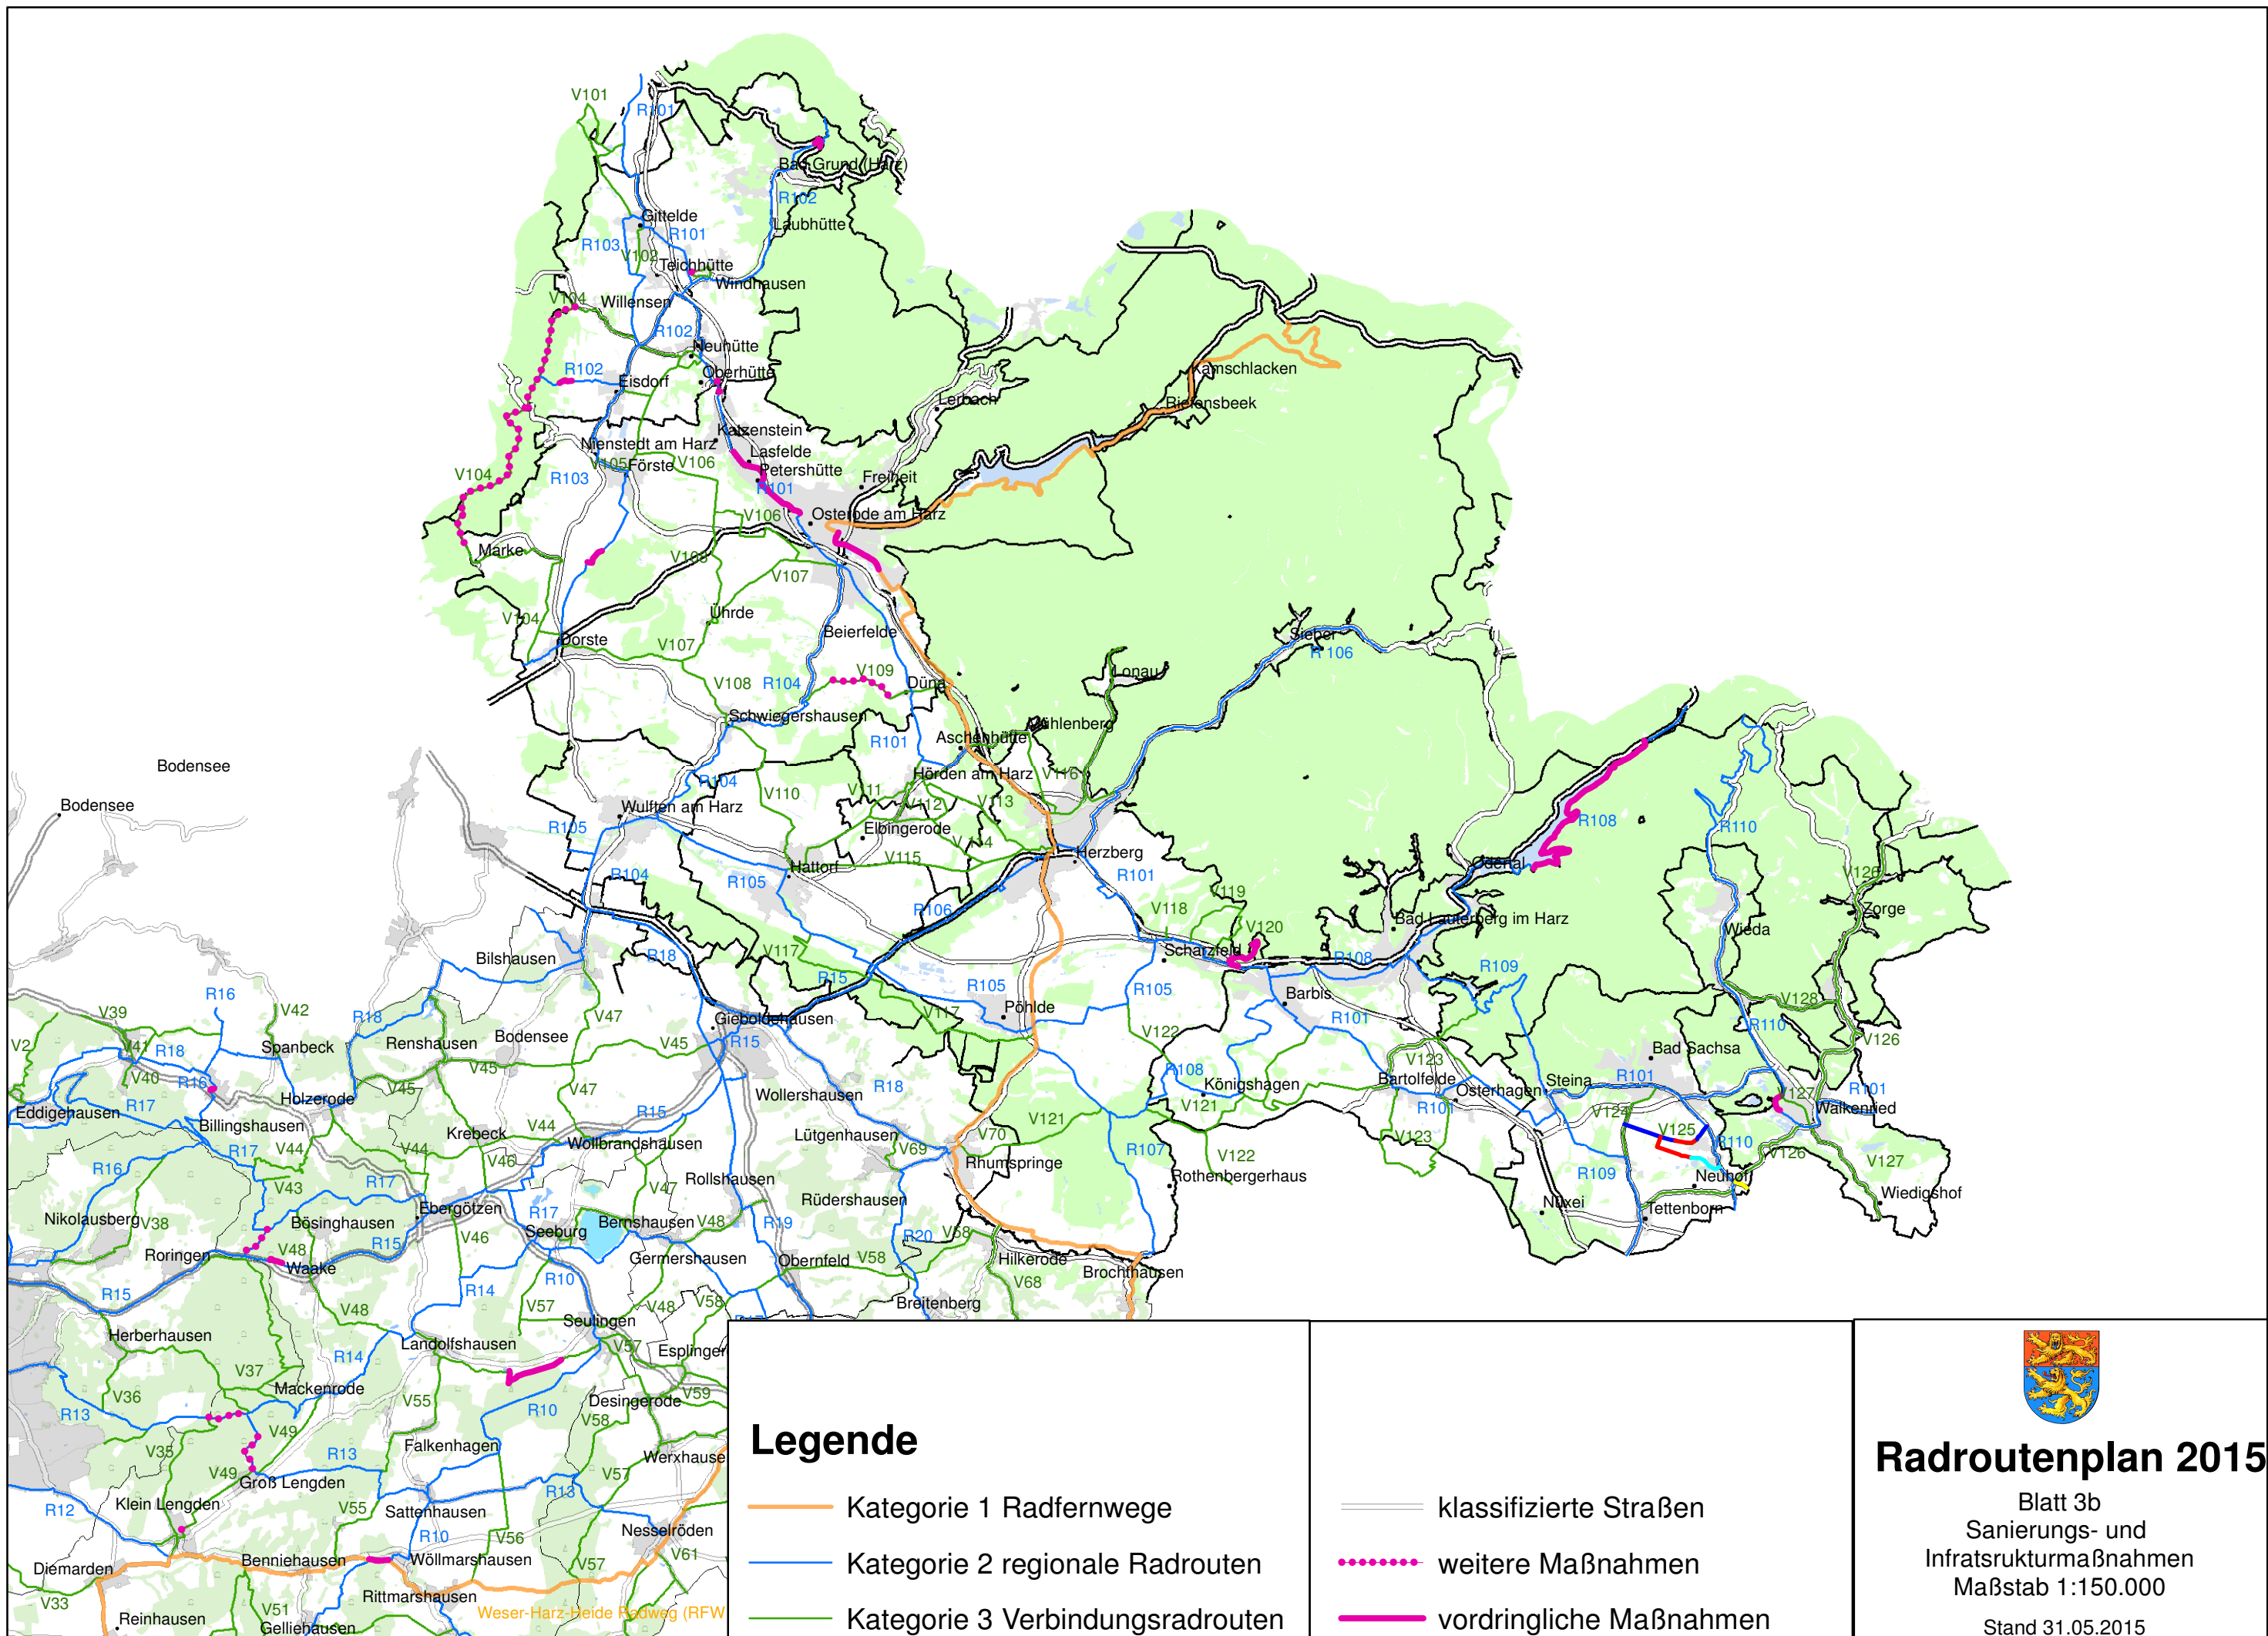 V101
R101
Bad Grund (Harz)
R102
Gittelde
R101
Laubhütte
R103
V102
Teichhütte
Windhausen
V104
Willensen
R102
Neuhütte
R102
Eisdorf
Oberhütte
Kamschlacken
Lerbach
Riefensbeek
Katzenstein
Nienstedt am Harz
Lasfelde
V105
Förste
V106
Petershütte
V104
R103
R101
Freiheit
V106
Osterode am Harz
Marke
V108
V107
V104
Ührde
Dorste
V107
Beierfelde
Sieber
R 106
V109
Lonau
V108
R104
Düna
Schwiegershausen
Mühlenberg
R101
Aschenhütte
Bodensee
R104
Hörden am Harz
V116
Bodensee
V110
V111
V112
V113
Wulften am Harz
R105
Elbingerode
V 114
R108
R110
Hattorf
V115
Herzberg
Odertal
R104
R105
R101
V126
V119
R106
V118
Bad Lauterberg im Harz
Zorge
V120
Wieda
Bilshausen
R18
V117
Scharzfeld
R108
R15
R109
R16
R105
R105
Barbis
V128
V39
V42
R18
V47
Gieboldehausen
V117
Pöhlde
R101
R110
V2
V41
R18
Spanbeck
Renshausen
Bodensee
V45
R15
V122
V126
V40
R16
V45
V45
V47
R18
R108
V123
Bad Sachsa
Eddigehausen
R17
Holzerode
Wollershausen
Königshagen
Bartolfelde
Osterhagen
Steina
R101
V127
R101
Billingshausen
R15
V121
R101
V124
Walkenried
V44
V44
Krebeck
V44
Wollbrandshausen
Lütgenhausen
V70
V121
V123
V125
R110
R17
R16
V46
V69
Rhumspringe
R107
V122
V126
V127
V43
R17
V47
Rollshausen
Rothenbergerhaus
R109
Neuhof
Nikolausberg
V38
Bösinghausen
Ebergötzen
R17
Rüdershausen
Nüxei
Tettenborn
Wiedigshof
Seeburg
Bernshausen
V48
R19
R20
V58
Roringen
V48
R15
V46
Waake
Germershausen
Obernfeld
V58
Hilkerode
Brochthausen
R15
R10
V68
R14
V57
V48
V58
Breitenberg
V48
Herberhausen
Landolfshausen
Seulingen
R14
V57
V37
V36
Mackenrode
V55
V59
R13
R10
Desingerode
V58
V35
V49
Falkenhagen
R13
Werxhause
V49
Groß Lengden
V57
Klein Lengden
R13
R12
V55
Sattenhausen
R10
V56
Nesselröden
Benniehausen
Wöllmarshausen
V57
V61
Diemarden
V33
Rittmarshausen
V51
Weser-Harz-Heide Radweg (RFW
Reinhausen
Gelliehausen
Legende
Kategorie 1 Radfernwege
Kategorie 2 regionale Radrouten
Kategorie 3 Verbindungsradrouten
klassifizierte Straßen
weitere Maßnahmen
vordringliche Maßnahmen
Radroutenplan 2015
Blatt 3b
Sanierungs- und
Infratsrukturmaßnahmen
Maßstab 1:150.000
Stand 31.05.2015